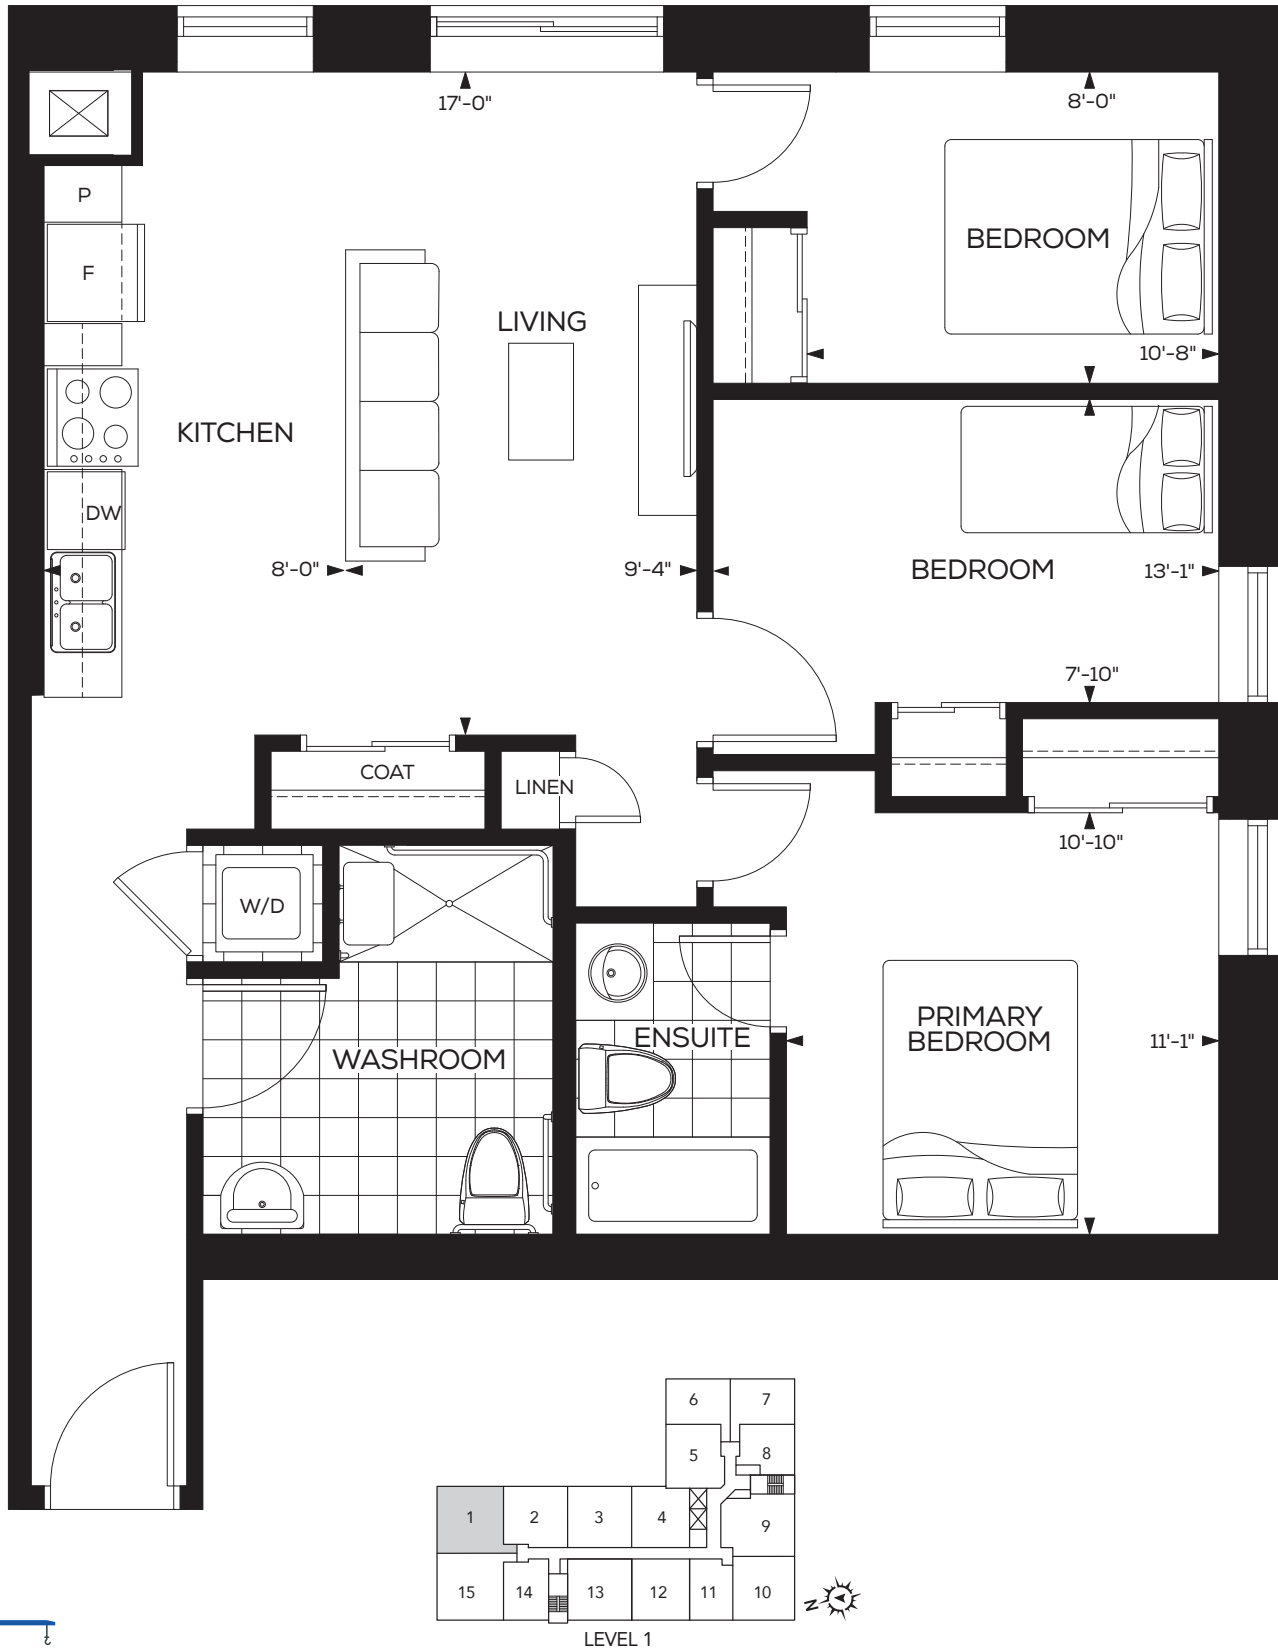 17'-0"
8'-0"
P
F
BEDROOM
LIVING
10'-8"
KITCHEN
DW
8'-0"
9'-4"
BEDROOM
13'-1"
7'-10"
COAT
LINEN
10'-10"
W/D
PRIMARY
BEDROOM
ENSUITE
11'-1"
WASHROOM
6
7
5
8
1
2
3
4
9
15
14
13
12
11
10
N
LEVEL 1